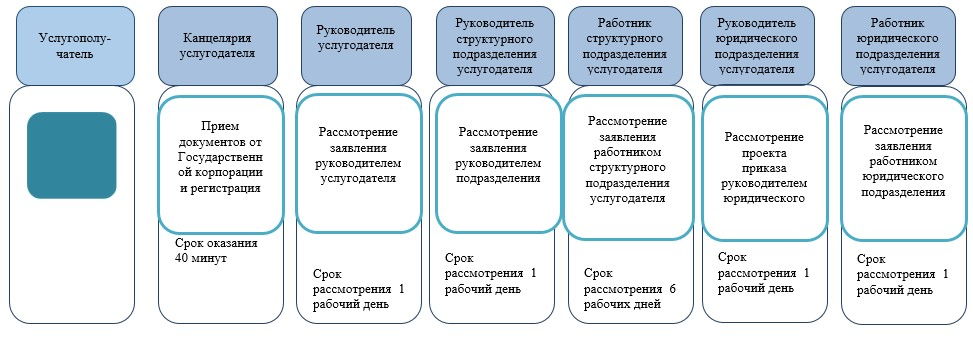 Услугополу-
чатель
Канцелярия
услугодателя
Руководитель
услугодателя
Руководитель
структурного
подразделения
услугодателя
Работник
структурного
подразделения
услугодателя
Руководитель
юридического
подразделения
услугодателя
Работник
юридического
подразделения
услугодателя
Прием
документов от
Государственн
ой корпорации
и регистрация
Рассмотрение
заявления
руководителем
услугодателя
Рассмотрение
заявления
руководителем
подразделения
Рассмотрение
заявления
работником
структурного
подразделения
услугодателя
Рассмотрение
проекта
приказа
руководителем
юридического
Рассмотрение
заявления
работником
юридического
подразделения
Срок оказания
40 минут
Срок
рассмотрения 1
рабочий день
Срок
рассмотрения 1
рабочий день
Срок
рассмотрения 6
рабочих дней
Срок
рассмотрения 1
рабочий день
Срок
рассмотрения 1
рабочий день